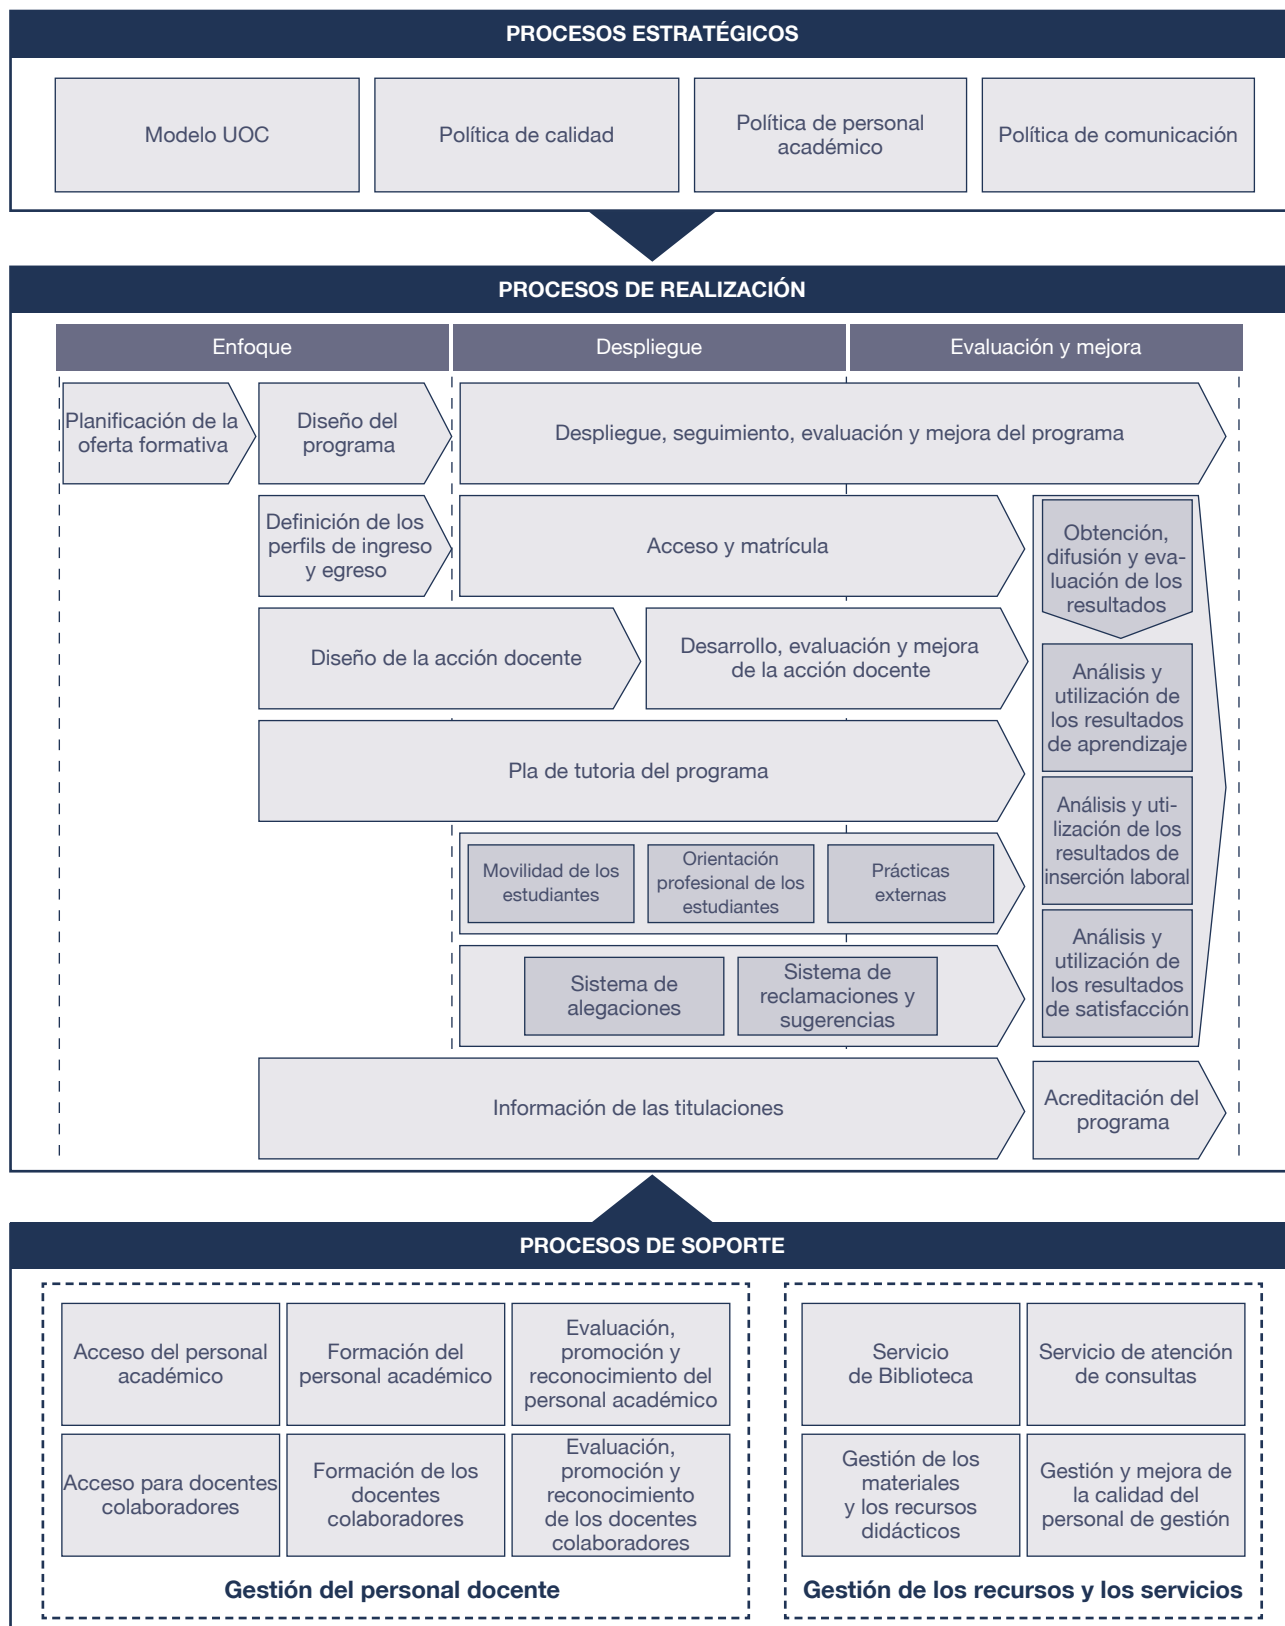 PROCESOS ESTRATÉGICOS
Modelo UOC
Política de calidad
Política de personal
académico
Política de comunicación
PROCESOS DE REALIZACIÓN
Enfoque
Despliegue
Evaluación y mejora
Planificación de la
oferta formativa
Diseño del
programa
Despliegue, seguimiento, evaluación y mejora del programa
Definición de los
perfils de ingreso
y egreso
Acceso y matrícula
Obtención,
difusión y eva-
luación de los
resultados
Diseño de la acción docente
Desarrollo, evaluación y mejora
de la acción docente
Análisis y
utilización de
los resultados
de aprendizaje
Pla de tutoria del programa
Análisis y uti-
lización de los
resultados de
inserción laboral
Movilidad de los
estudiantes
Orientación
profesional de los
estudiantes
Prácticas
externas
Análisis y
utilización de
los resultados
de satisfacción
Sistema de
alegaciones
Sistema de
reclamaciones y
sugerencias
Información de las titulaciones
Acreditación del
programa
PROCESOS DE SOPORTE
Acceso del personal
académico
Formación del
personal académico
Evaluación,
promoción y
reconocimiento del
personal académico
Servicio
de Biblioteca
Servicio de atención
de consultas
Acceso para docentes
colaboradores
Formación de los
docentes
colaboradores
Evaluación,
promoción y
reconocimiento
de los docentes
colaboradores
Gestión de los
materiales
y los recursos
didácticos
Gestión y mejora de
la calidad del
personal de gestión
Gestión del personal docente
Gestión de los recursos y los servicios